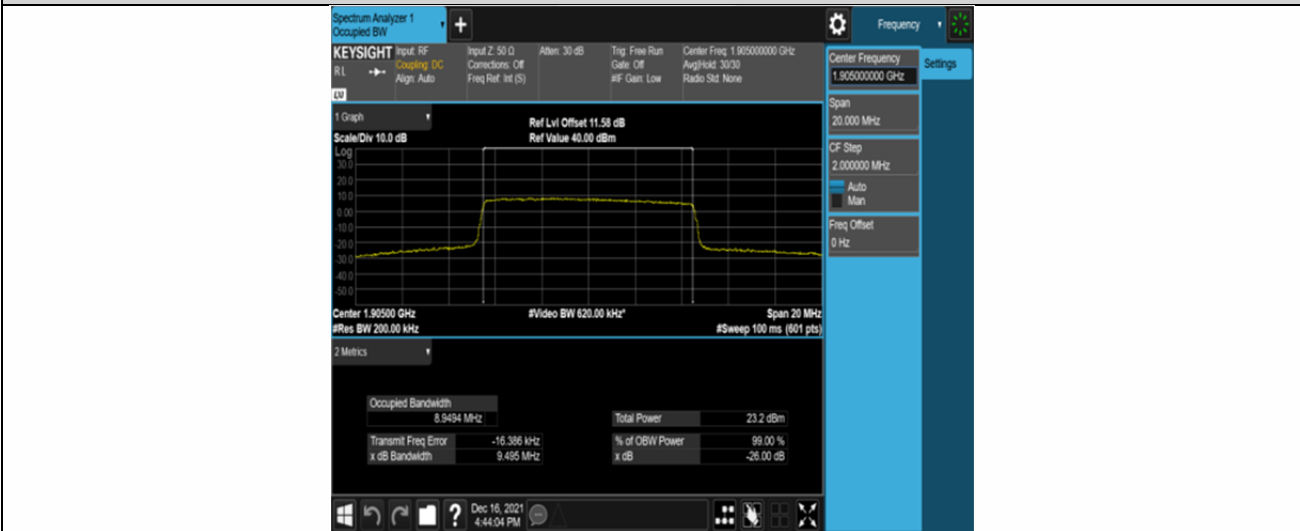 Spectrum Analyzer 1
Occupied BW
+
Frequency
KEYSIGHT
RL
Input: RF
Coupling: DC
Align: Auto
Input Z: 50 Ω
Corrections: Off
Freq Ref: Int (S)
Atten: 30 dB
Trig: Free Run
Gate: Off
#IF Gain: Low
Center Freq: 1.905000000 GHz
Avg|Hold: 30/30
Radio Std: None
Center Frequency
1.905000000 GHz
Settings
Span
20.000 MHz
CF Step
2.000000 MHz
Auto
Man
Freq Offset
0 Hz
1 Graph
Scale/Div 10.0 dB
Ref Lvl Offset 11.58 dB
Ref Value 40.00 dBm
Log
30.0
20.0
10.0
0.00
-10.0
-20.0
-30.0
-40.0
-50.0
Center 1.90500 GHz
#Video BW 620.00 kHz*
Span 20 MHz
#Res BW 200.00 kHz
#Sweep 100 ms (601 pts)
2 Metrics
Occupied Bandwidth
8.9494 MHz
Total Power 23.2 dBm
Transmit Freq Error -16.386 kHz
% of OBW Power 99.00 %
x dB Bandwidth 9.495 MHz
x dB -26.00 dB
?
Dec 16, 2021
4:44:04 PM